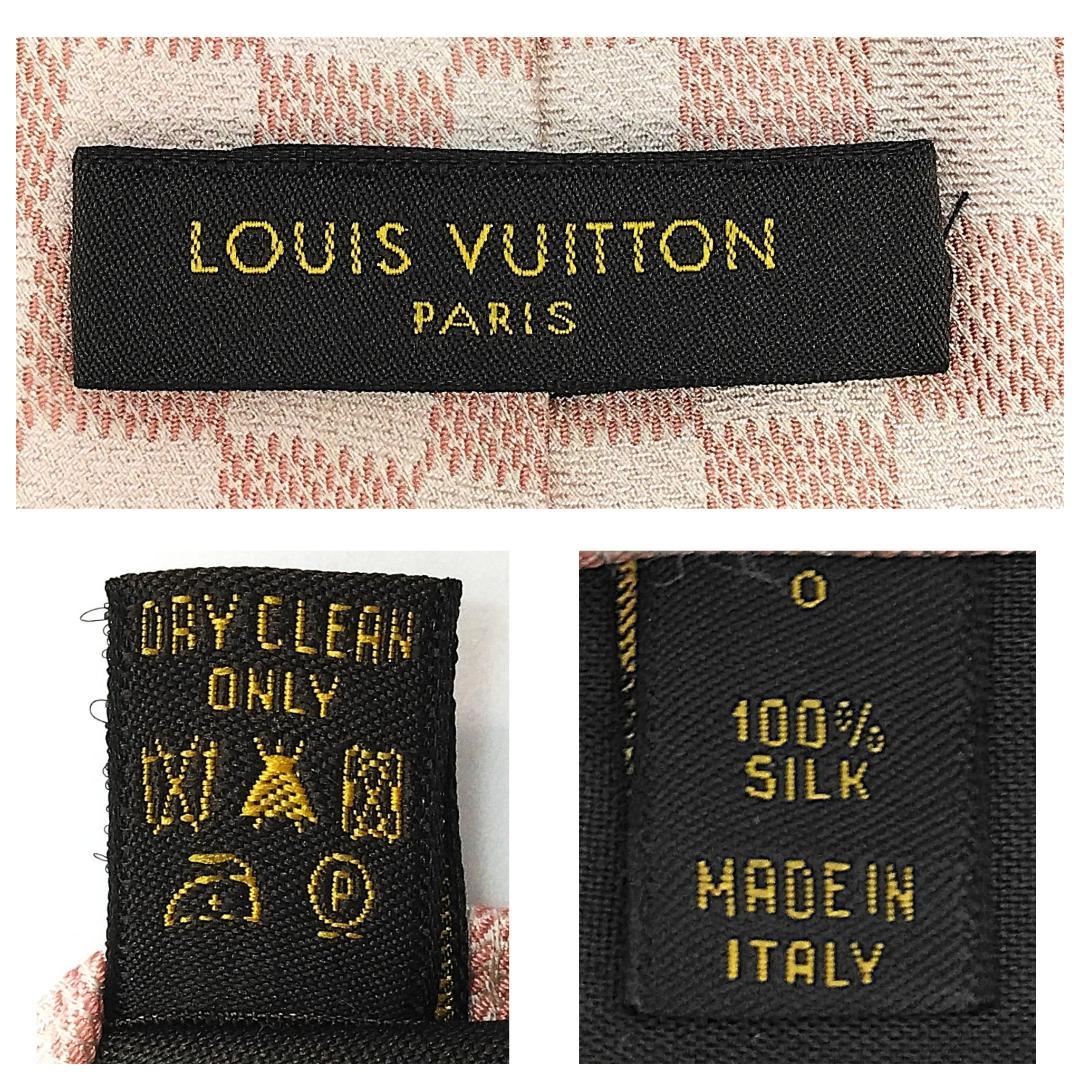 LOUIS VUITTON
PARIS
DRY CLEAN
ONLY
P
O
100%
SILK
MADE IN
ITALY